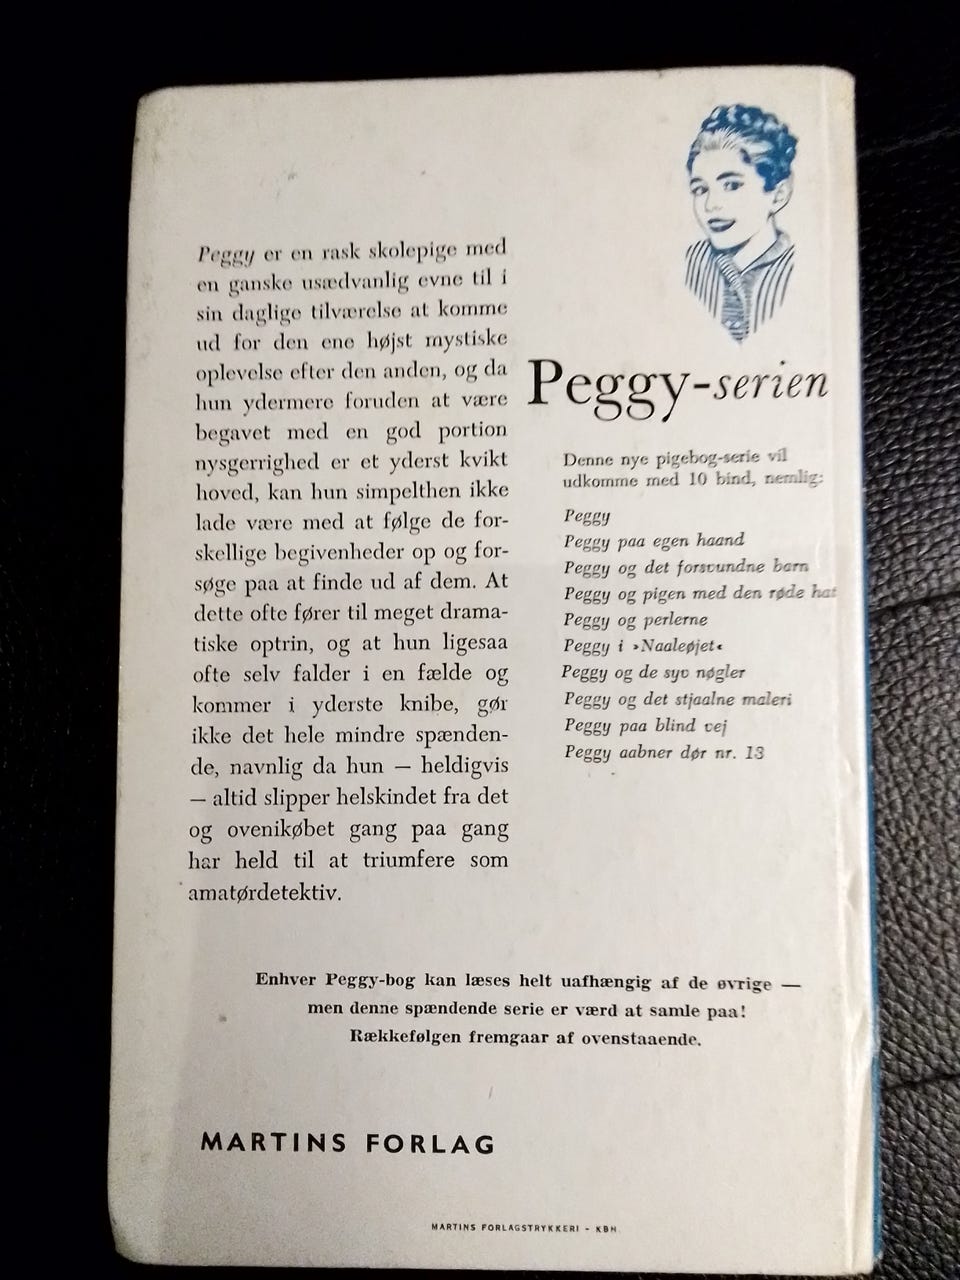 Peggy er en rask skolepige med
en ganske usædvanlig evne til i
sin daglige tilværelse at komme
ud for den ene højst mystiske
oplevelse efter den anden, og da
hun ydermere foruden at være
begavet med en god portion
nysgerrighed er et yderst kvikt
hoved, kan hun simpelthen ikke
lade være med at følge de for-
skellige begivenheder op og for-
søge paa at finde ud af dem. At
dette ofte fører til meget drama-
tiske optrin, og at hun ligesaa
ofte selv falder i en fælde og
kommer i yderste knibe, gør
ikke det hele mindre spænden-
de, navnlig da hun — heldigvis
— altid slipper helskindet fra det
og ovenikøbet gang paa gang
har held til at triumfere som
amatørdetektiv.
Peggy-serien
Denne nye pigebog-serie vil
udkomme med 10 bind, nemlig:
Peggy
Peggy paa egen haand
Peggy og det forsvundne barn
Peggy og pigen med den røde hat
Peggy og perlerne
Peggy i »Naaleøjet«
Peggy og de syv nøgler
Peggy og det stjaalne maleri
Peggy paa blind vej
Peggy aabner dør nr. 13
Enhver Peggy-bog kan læses helt uafhængig af de øvrige —
men denne spændende serie er værd at samle paa!
Rækkefølgen fremgaar af ovenstaaende.
MARTINS FORLAG
MARTINS FORLAGSTRYKKERI - KBH.